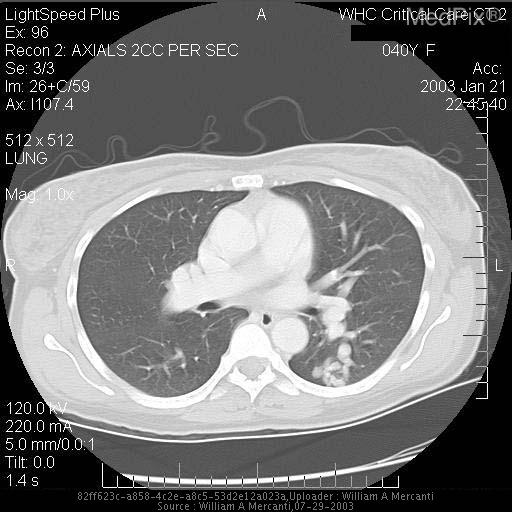 LightSpeed Plus
A
WHC Critical Care CT2
MedPix®
Ex: 96
Recon 2: AXIALS 2CC PER SEC
040Y F
Se: 3/3
Acc:
Im: 26+C/59
2003 Jan 21
Ax: I107.4
22:45:40
512 x 512
LUNG
Mag: 1.0x
R
L
120.0 kV
220.0 mA
5.0 mm/0.0:1
Tilt: 0.0
1.4 s
82ff623c-a858-4c2e-a8c5-53d2e12a023a,Uploader : William A Mercanti
Source : William A Mercanti,07-29-2003